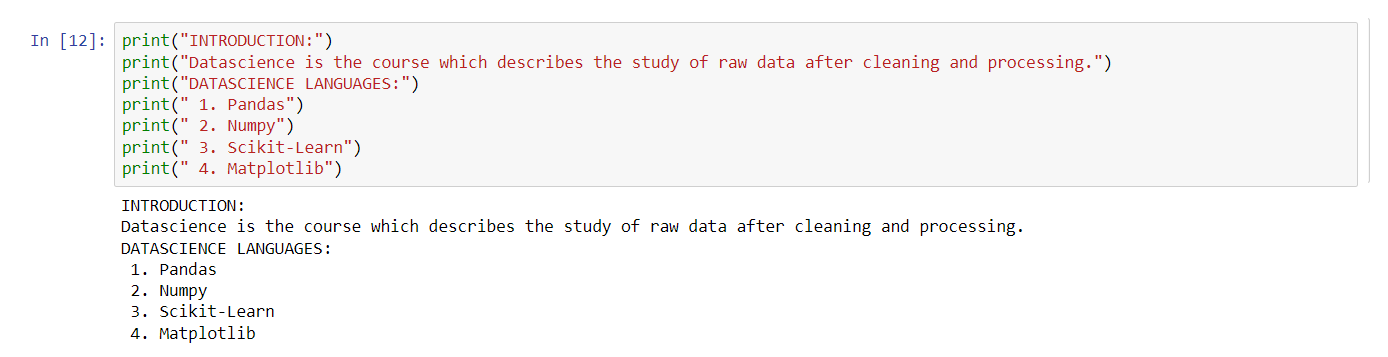 In [12]: print("INTRODUCTION:")
print("Datascience is the course which describes the study of raw data after cleaning and processing.")
print("DATASCIENCE LANGUAGES:")
print(" 1. Pandas")
print(" 2. Numpy")
print(" 3. Scikit-Learn")
print(" 4. Matplotlib")
INTRODUCTION:
Datascience is the course which describes the study of raw data after cleaning and processing.
DATASCIENCE LANGUAGES:
 1. Pandas
 2. Numpy
 3. Scikit-Learn
 4. Matplotlib